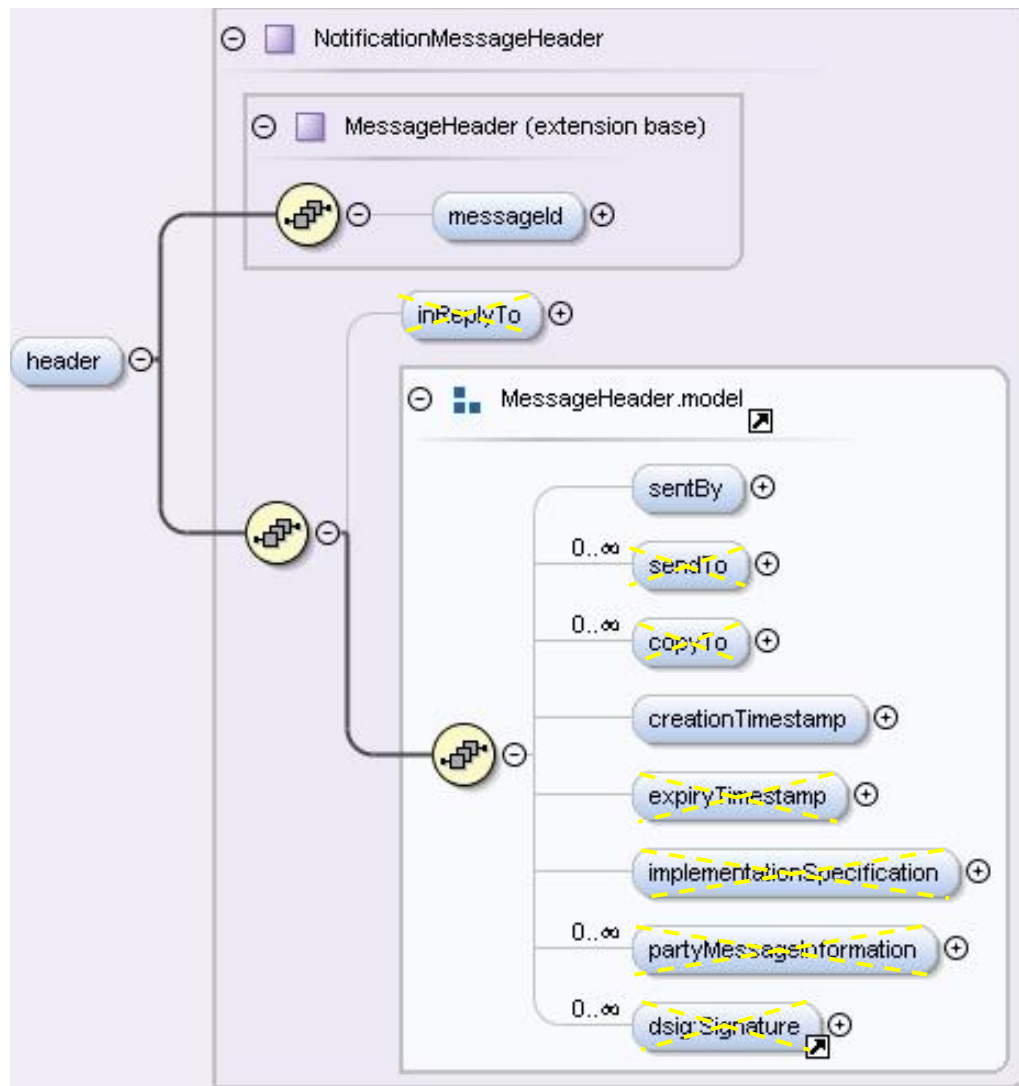 NotificationMessageHeader
MessageHeader (extension base)
messageId
inReplyTo
header
MessageHeader.model
sentBy
0..∞
sendTo
0..∞
copyTo
creationTimestamp
expiryTimestamp
implementationSpecification
0..∞
partyMessageInformation
0..∞
dsig:Signature